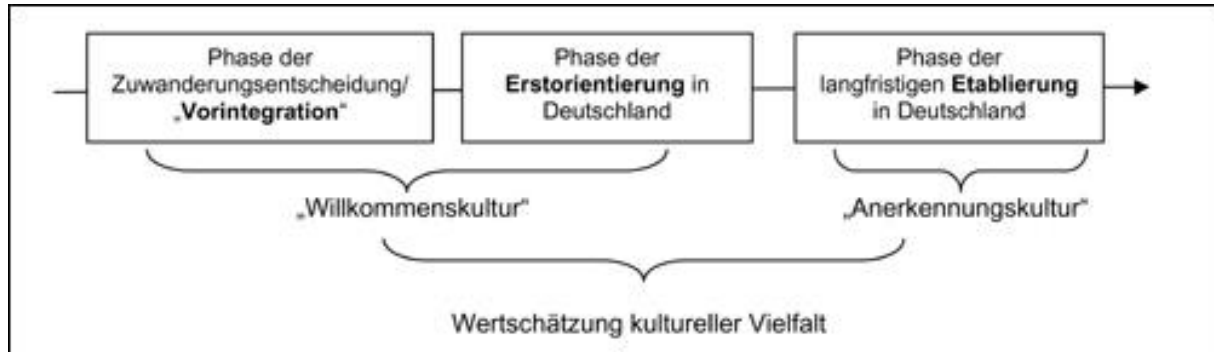 Phase der
Zuwanderungsentscheidung/
„Vorintegration“
Phase der
Erstorientierung in
Deutschland
Phase der
langfristigen Etablierung
in Deutschland
„Willkommenskultur“
„Anerkennungskultur“
Wertschätzung kultureller Vielfalt